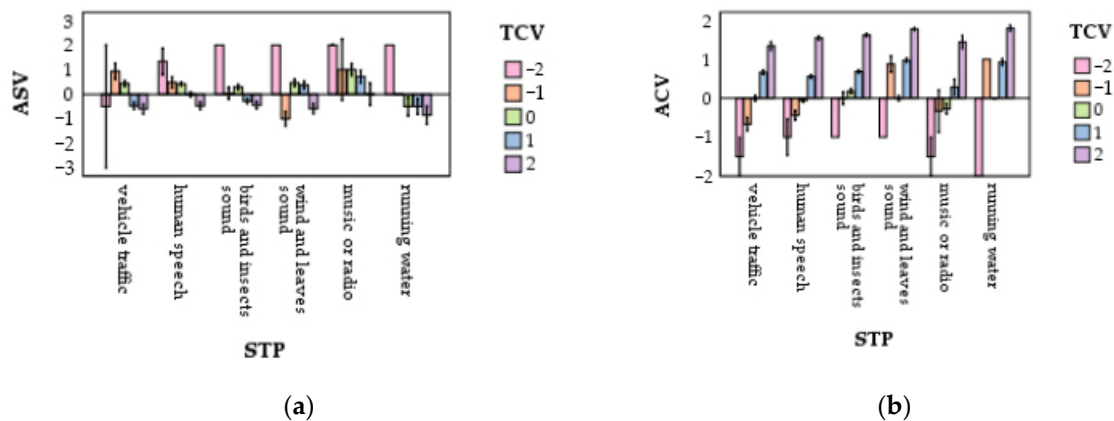 ASV
3
2
1
0
−1
−2
−3
vehicle traffic
human speech
birds and insects
sound
wind and leaves
sound
music or radio
running water
STP
TCV
−2
−1
0
1
2
(a)
ACV
2
1
0
−1
−2
vehicle traffic
human speech
birds and insects
sound
wind and leaves
sound
music or radio
running water
STP
TCV
−2
−1
0
1
2
(b)